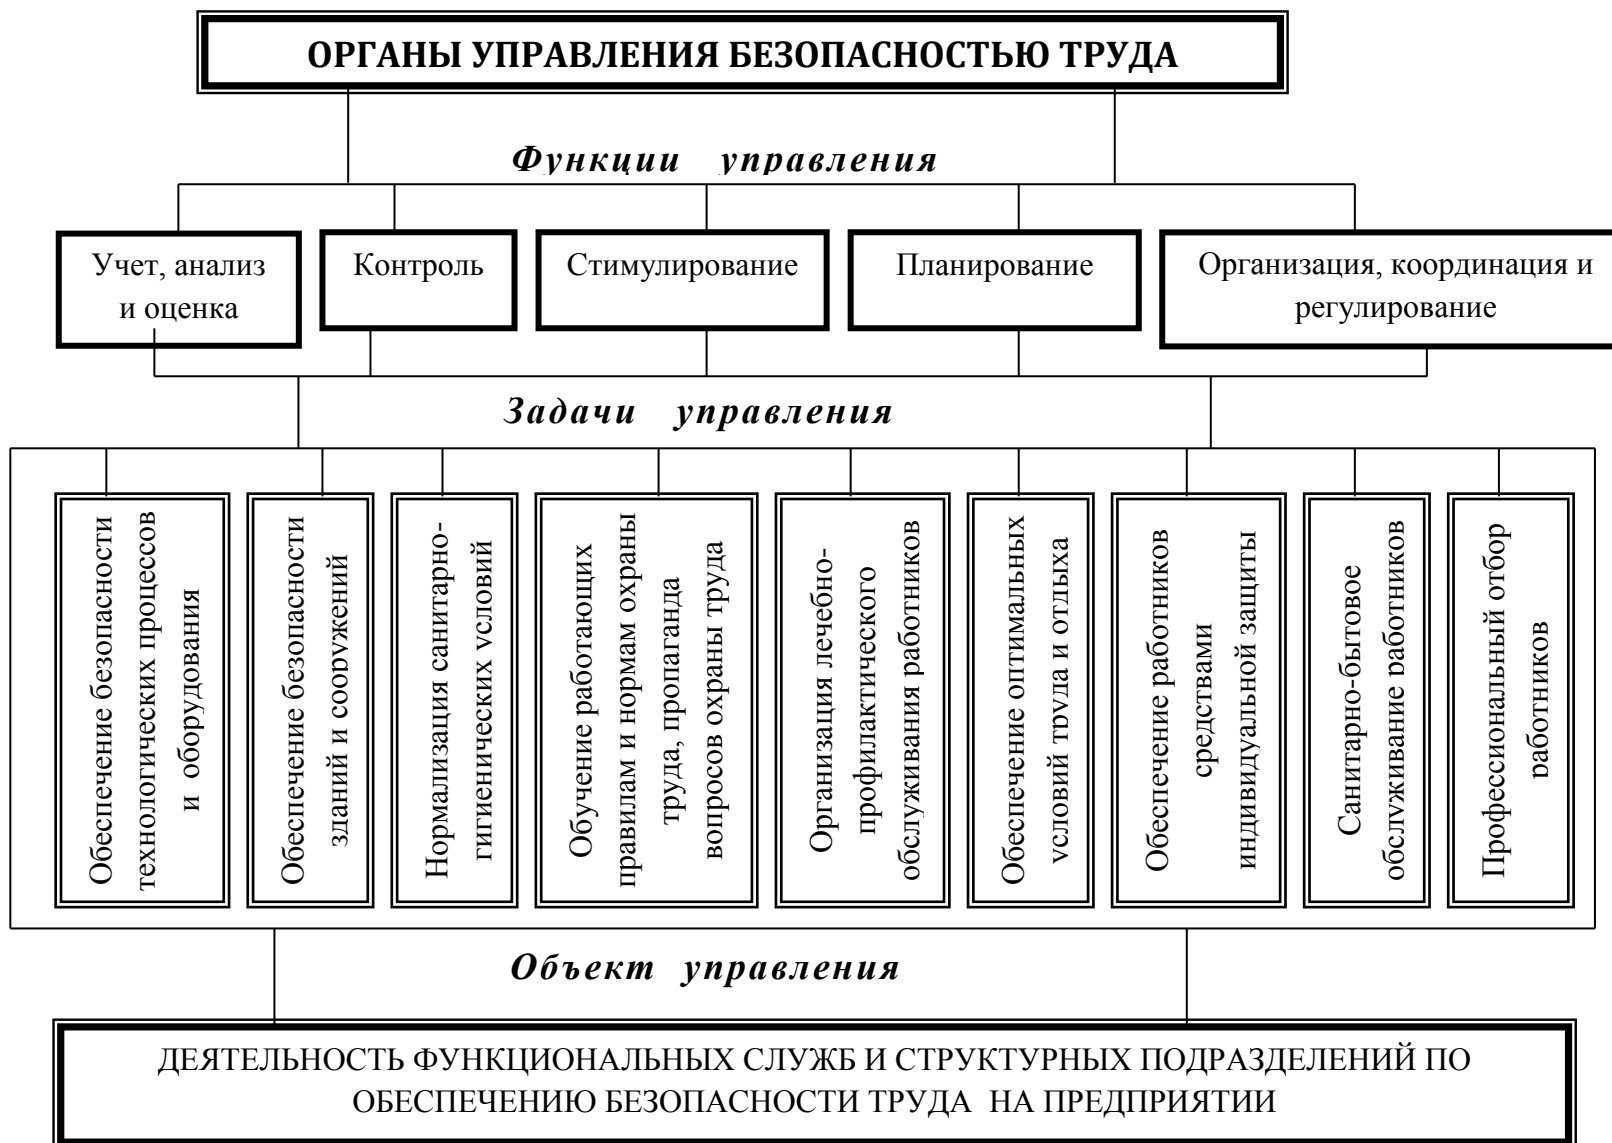 ОРГАНЫ УПРАВЛЕНИЯ БЕЗОПАСНОСТЬЮ ТРУДА
Функции управления
Учет, анализ
и оценка
Контроль
Стимулирование
Планирование
Организация, координация и
регулирование
Задачи управления
Обеспечение безопасности
технологических процессов
и оборудования
Обеспечение безопасности
зданий и сооружений
Нормализация санитарно-
гигиенических условий
Обучение работающих
правилам и нормам охраны
труда, пропаганда
вопросов охраны труда
Организация лечебно-
профилактического
обслуживания работников
Обеспечение оптимальных
условий труда и отдыха
Обеспечение работников
средствами
индивидуальной защиты
Санитарно-бытовое
обслуживание работников
Профессиональный отбор
работников
Объект управления
ДЕЯТЕЛЬНОСТЬ ФУНКЦИОНАЛЬНЫХ СЛУЖБ И СТРУКТУРНЫХ ПОДРАЗДЕЛЕНИЙ ПО
ОБЕСПЕЧЕНИЮ БЕЗОПАСНОСТИ ТРУДА НА ПРЕДПРИЯТИИ